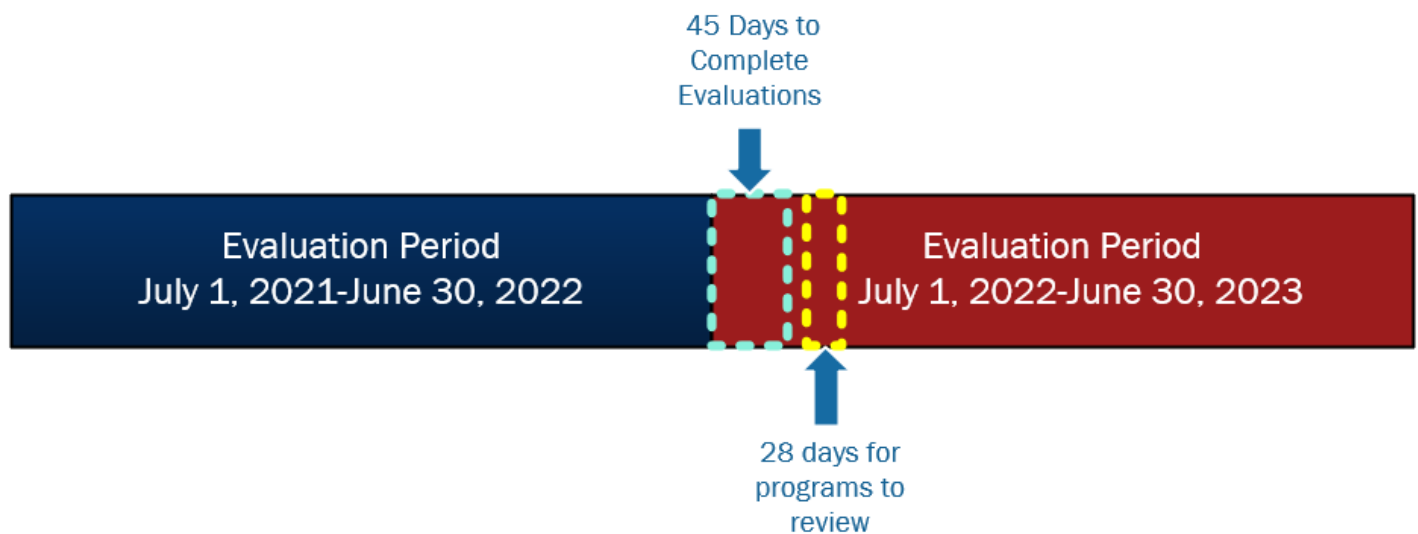 45 Days to
Complete
Evaluations
Evaluation Period
July 1, 2021-June 30, 2022
Evaluation Period
July 1, 2022-June 30, 2023
28 days for
programs to
review